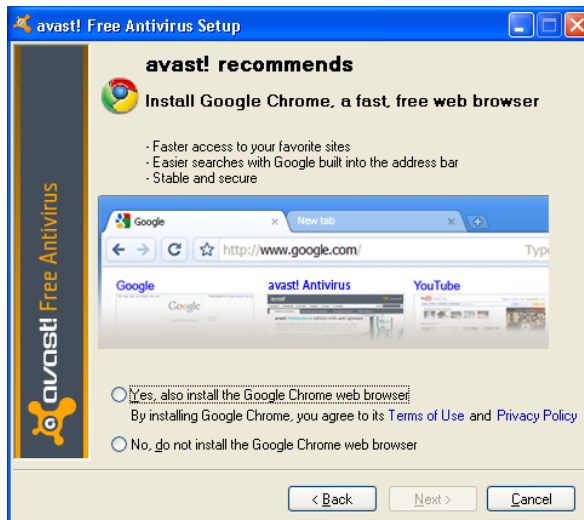 avast! Free Antivirus Setup
avast! recommends
Install Google Chrome, a fast, free web browser
- Faster access to your favorite sites
- Easier searches with Google built into the address bar
- Stable and secure
Google
New tab
http://www.google.com/
Type
Google
avast! Antivirus
YouTube
Google
avast! Free Antivirus
Yes, also install the Google Chrome web browser
By installing Google Chrome, you agree to its Terms of Use and Privacy Policy
No, do not install the Google Chrome web browser
< Back
Next >
Cancel